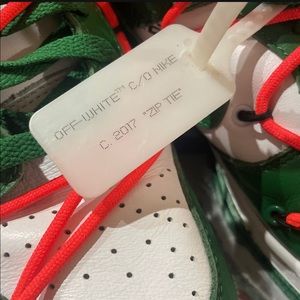 OFF-WHITE™ C/O NIKE
C. 2017 "ZIP TIE"